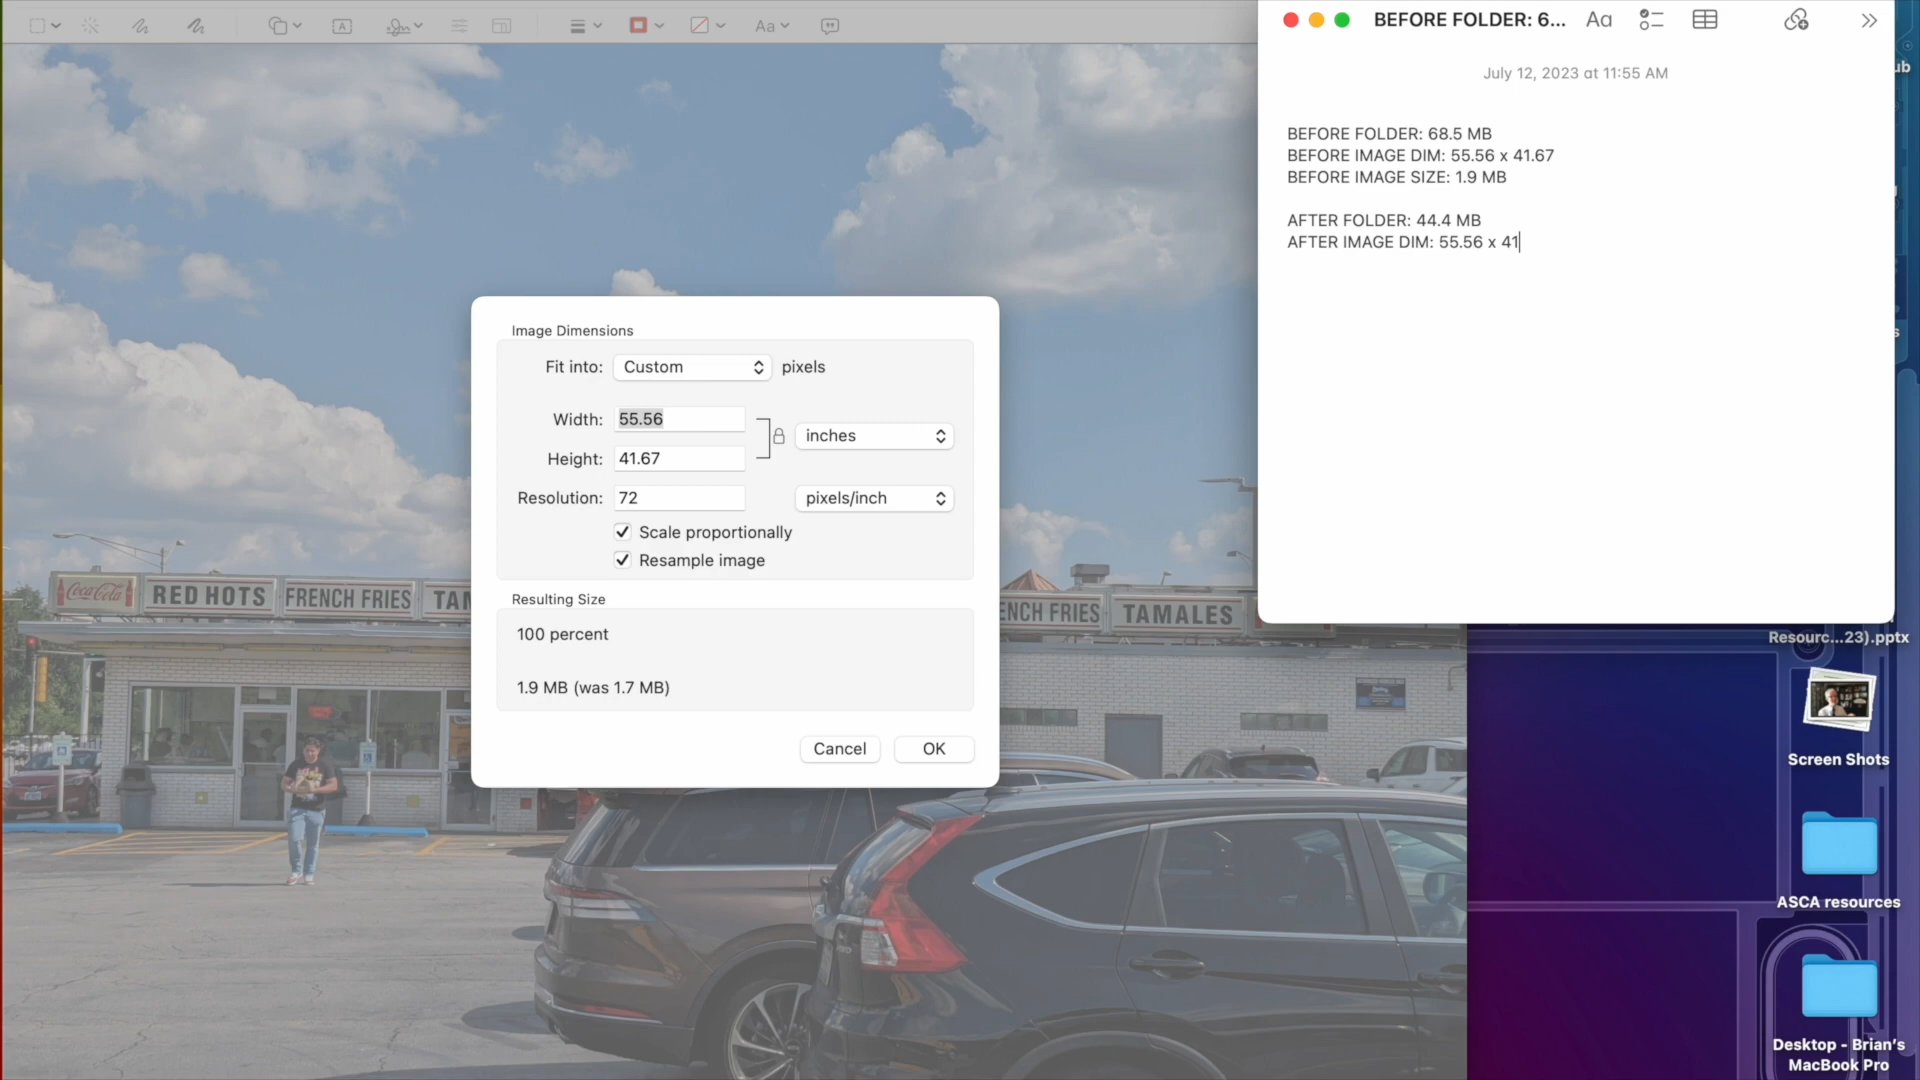 Aa
BEFORE FOLDER: 6...
Aa
July 12, 2023 at 11:55 AM
BEFORE FOLDER: 68.5 MB
BEFORE IMAGE DIM: 55.56 x 41.67
BEFORE IMAGE SIZE: 1.9 MB
AFTER FOLDER: 44.4 MB
AFTER IMAGE DIM: 55.56 x 41
Image Dimensions
Fit into: Custom pixels
Width: 55.56
inches
Height: 41.67
Resolution: 72 pixels/inch
Scale proportionally
Resample image
Resulting Size
100 percent
1.9 MB (was 1.7 MB)
Cancel OK
Coca-Cola RED HOTS FRENCH FRIES TAM
ENCH FRIES TAMALES
ub
s
Resourc...23).pptx
Screen Shots
ASCA resources
Desktop - Brian's
MacBook Pro